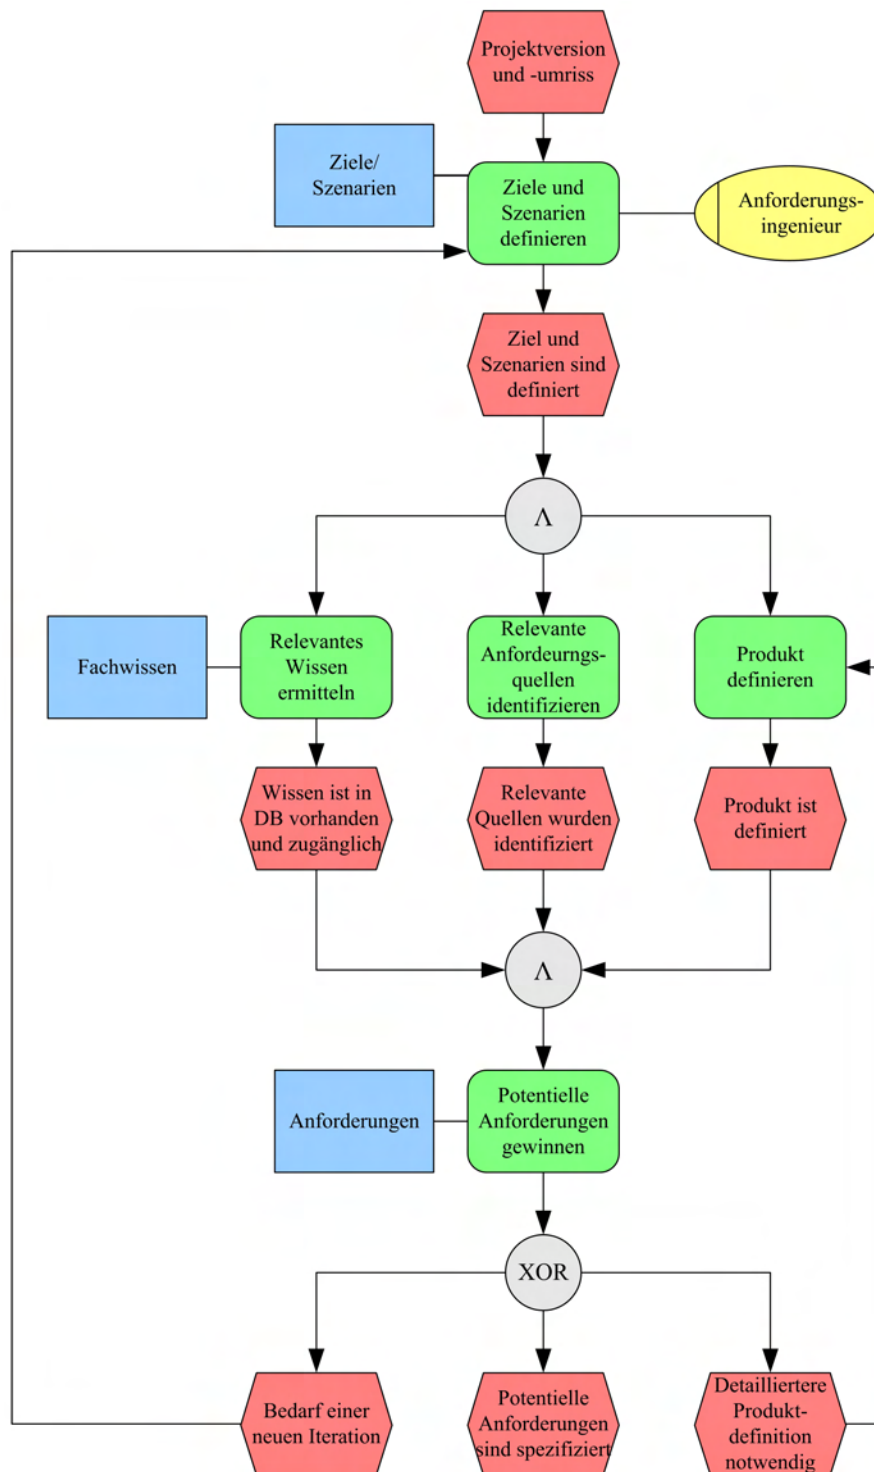 Projektversion
und -umriss
Ziele/
Szenarien
Ziele und
Szenarien
definieren
Anforderungs-
ingenieur
Ziel und
Szenarien sind
definiert
Λ
Fachwissen
Relevantes
Wissen
ermitteln
Relevante
Anfordeurngs-
quellen
identifizieren
Produkt
definieren
Wissen ist in
DB vorhanden
und zugänglich
Relevante
Quellen wurden
identifiziert
Produkt ist
definiert
Λ
Anforderungen
Potentielle
Anforderungen
gewinnen
XOR
Bedarf einer
neuen Iteration
Potentielle
Anforderungen
sind spezifiziert
Detailliertere
Produkt-
definition
notwendig